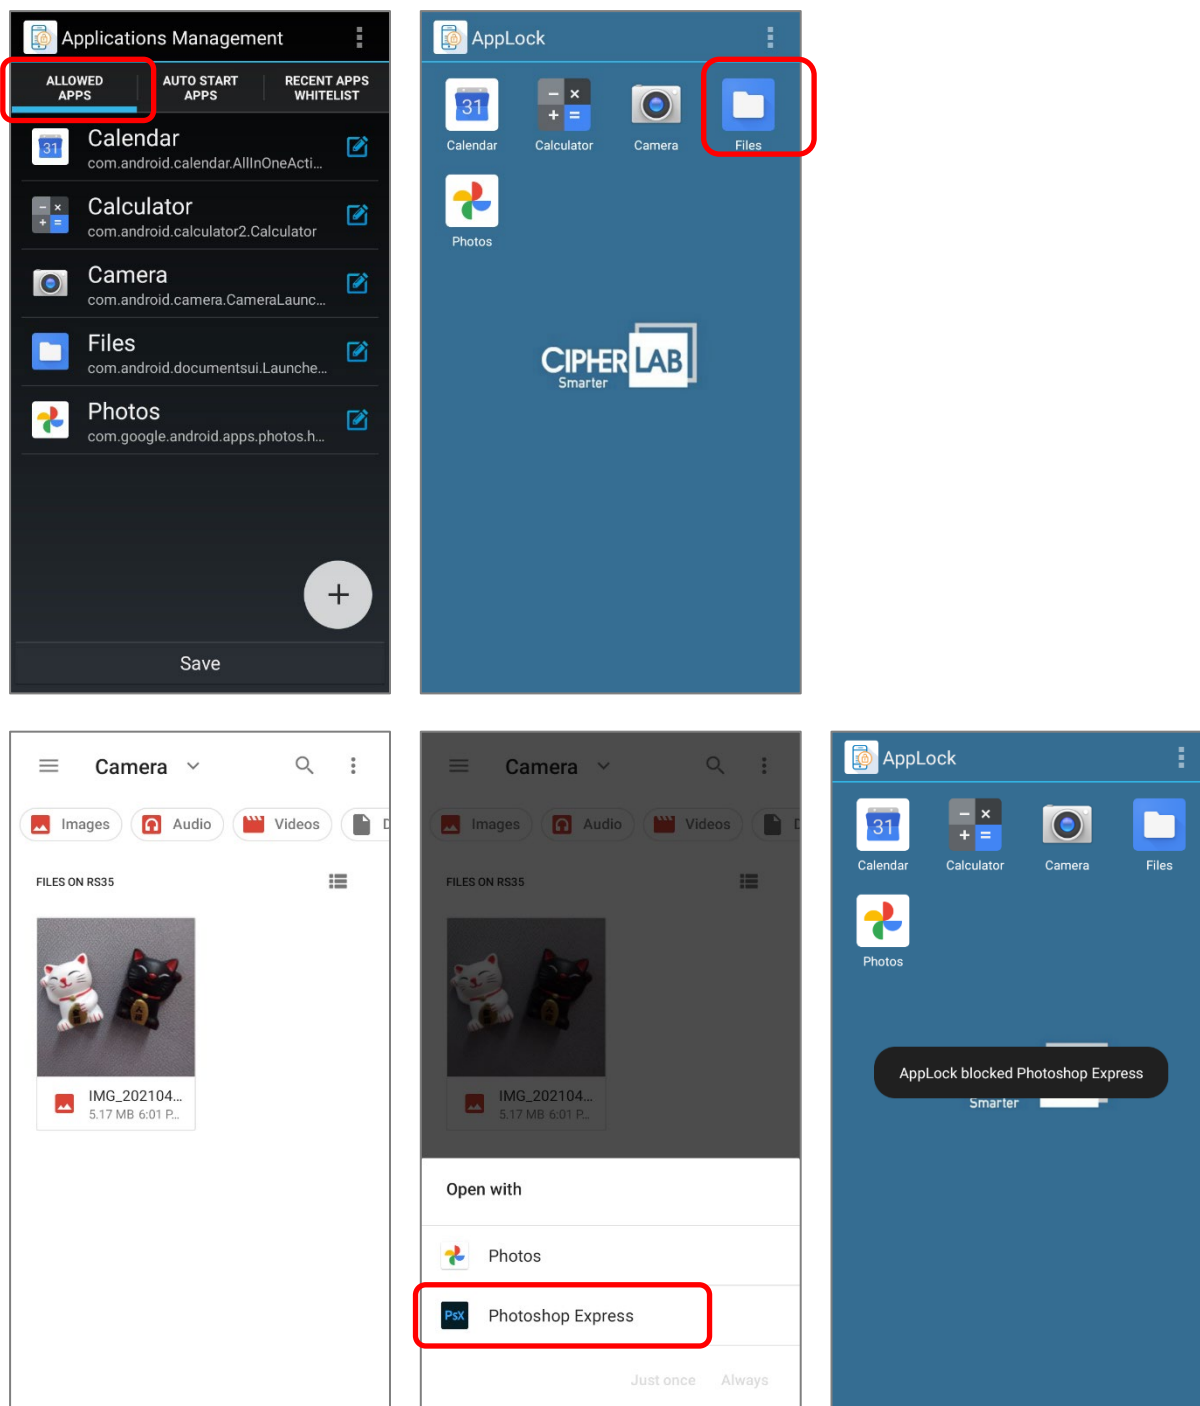 Applications Management
ALLOWED APPS
AUTO START APPS
RECENT APPS WHITELIST
31
Calendar
com.android.calendar.AllInOneActi...
Calculator
com.android.calculator2.Calculator
Camera
com.android.camera.CameraLaunc...
Files
com.android.documentsui.Launche...
Photos
com.google.android.apps.photos.h...
+
Save
AppLock
31
Calendar
Calculator
Camera
Files
Photos
CIPHERLAB
Smarter
Camera
Images
Audio
Videos
FILES ON RS35
IMG_202104...
5.17 MB 6:01 P...
Camera
Images
Audio
Videos
FILES ON RS35
IMG_202104...
5.17 MB 6:01 P...
Open with
Photos
PsX
Photoshop Express
Just once Always
AppLock
31
Calendar
Calculator
Camera
Files
Photos
AppLock blocked Photoshop Express
Smarter